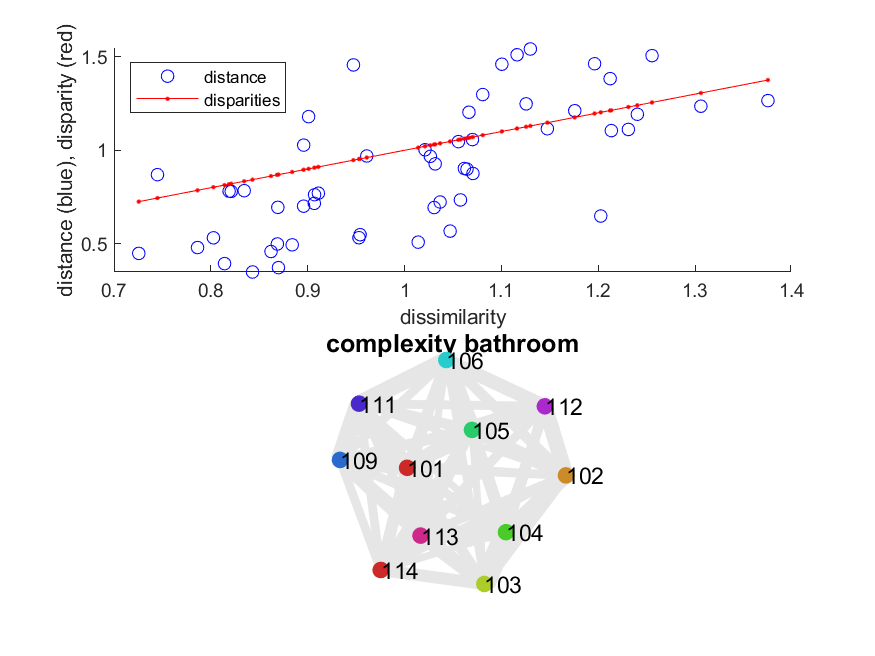 distance (blue), disparity (red)
1.5
1
0.5
distance
disparities
0.7 0.8 0.9 1 1.1 1.2 1.3 1.4
dissimilarity
complexity bathroom
106
111
112
105
109
101
102
113
104
114
103